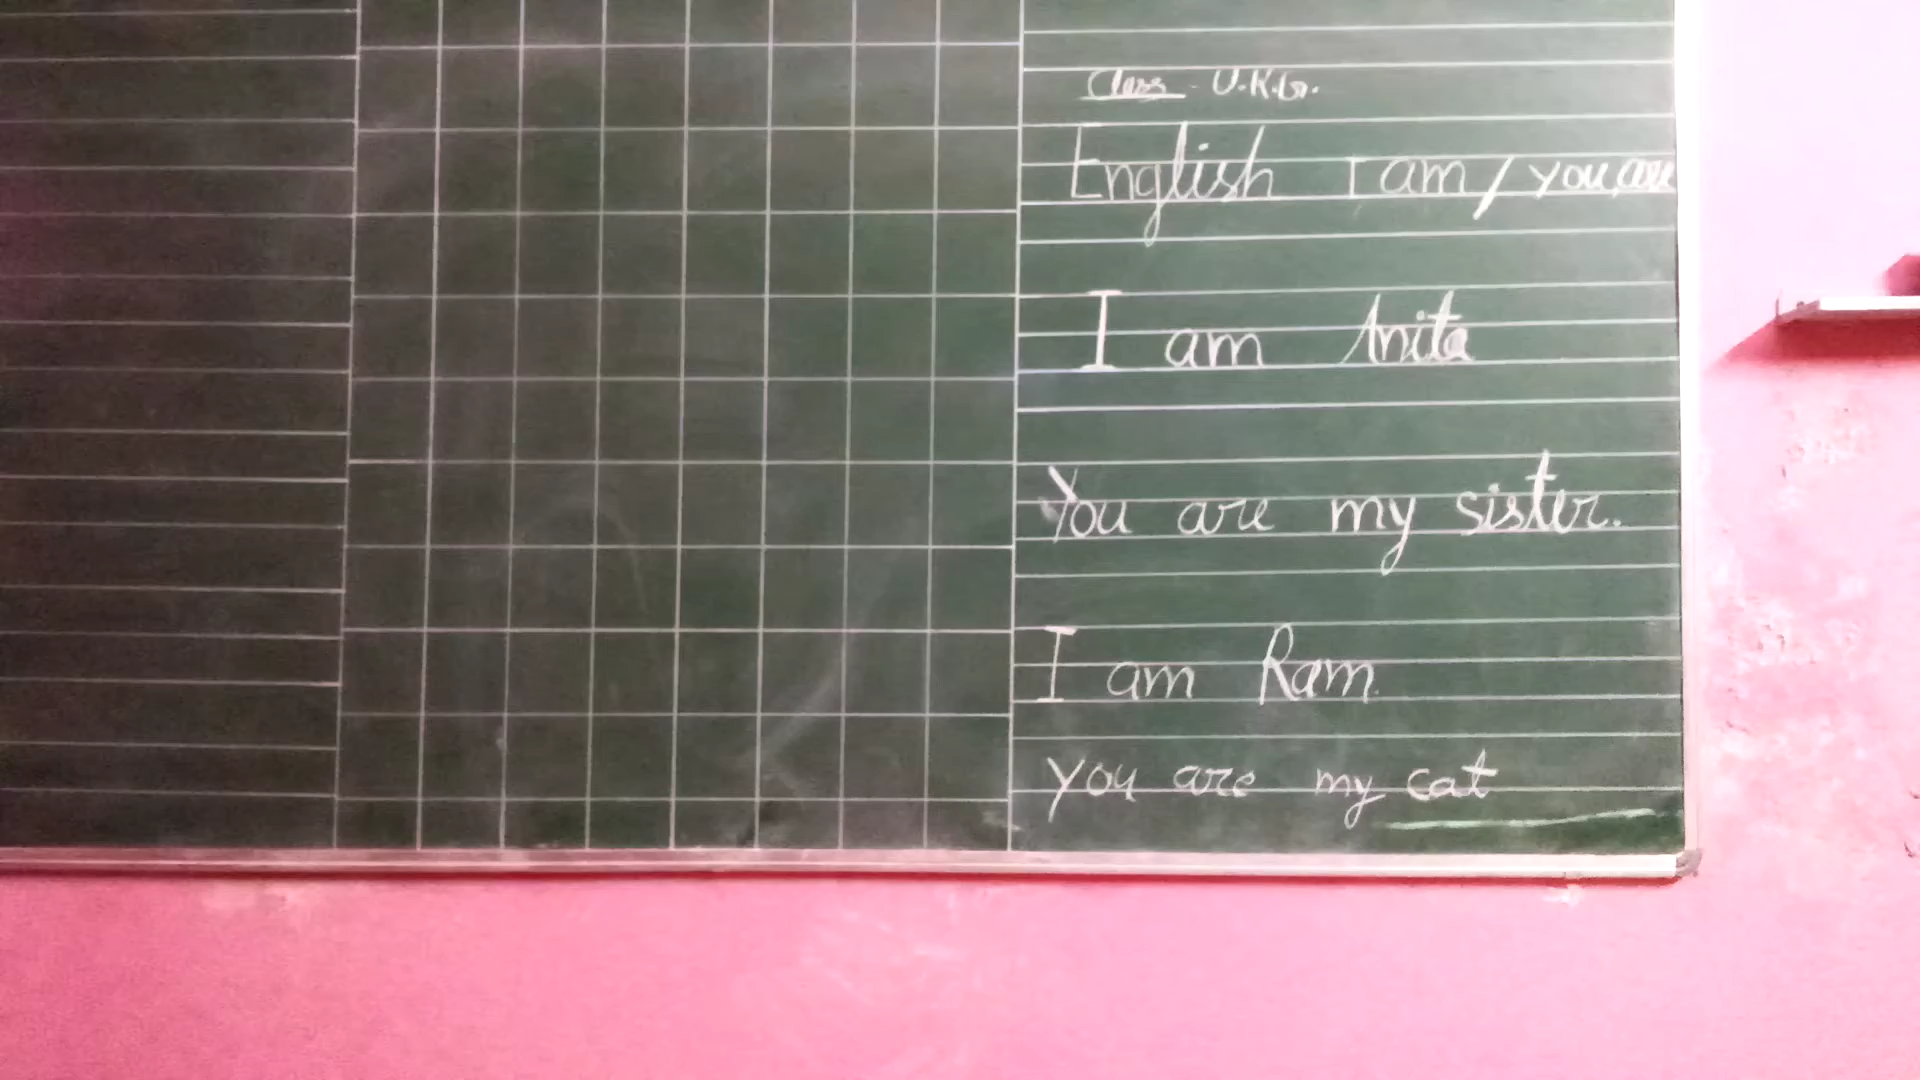 Class - U.K.G.
English I am / you are
I am Anita
You are my sister.
I am Ram.
you are my cat